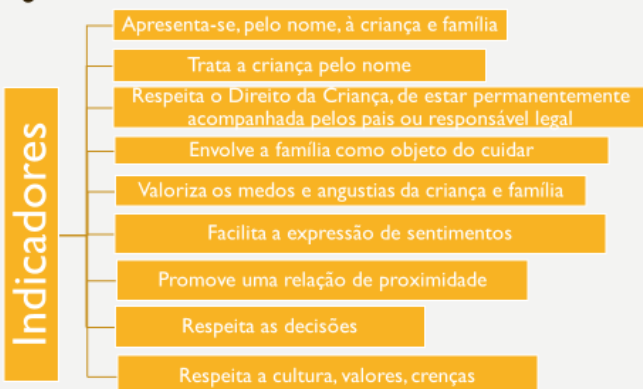 Indicadores
Apresenta-se, pelo nome, à criança e família
Trata a criança pelo nome
Respeita o Direito da Criança, de estar permanentemente
acompanhada pelos pais ou responsável legal
Envolve a família como objeto do cuidar
Valoriza os medos e angustias da criança e família
Facilita a expressão de sentimentos
Promove uma relação de proximidade
Respeita as decisões
Respeita a cultura, valores, crenças